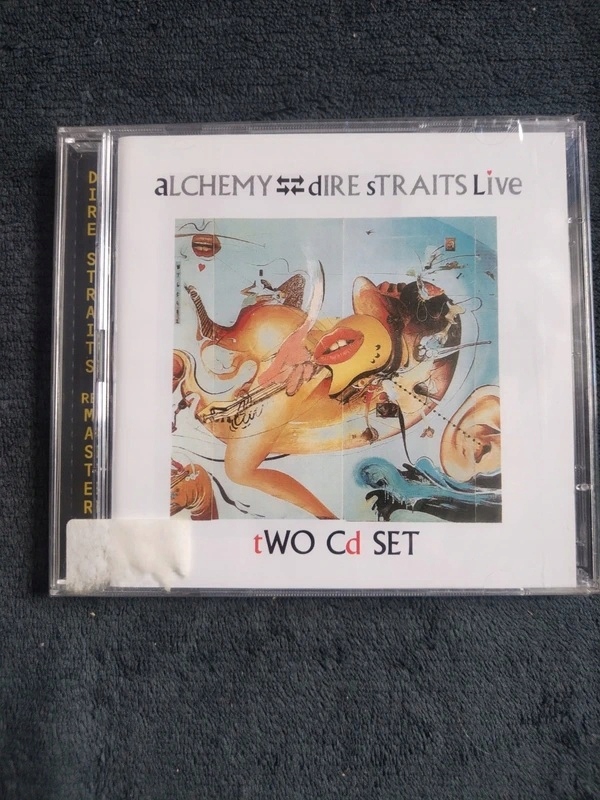 aLCHEMY dIRE sTRAITS Live
DIRE STRAITS REMASTER
tWO Cd SET